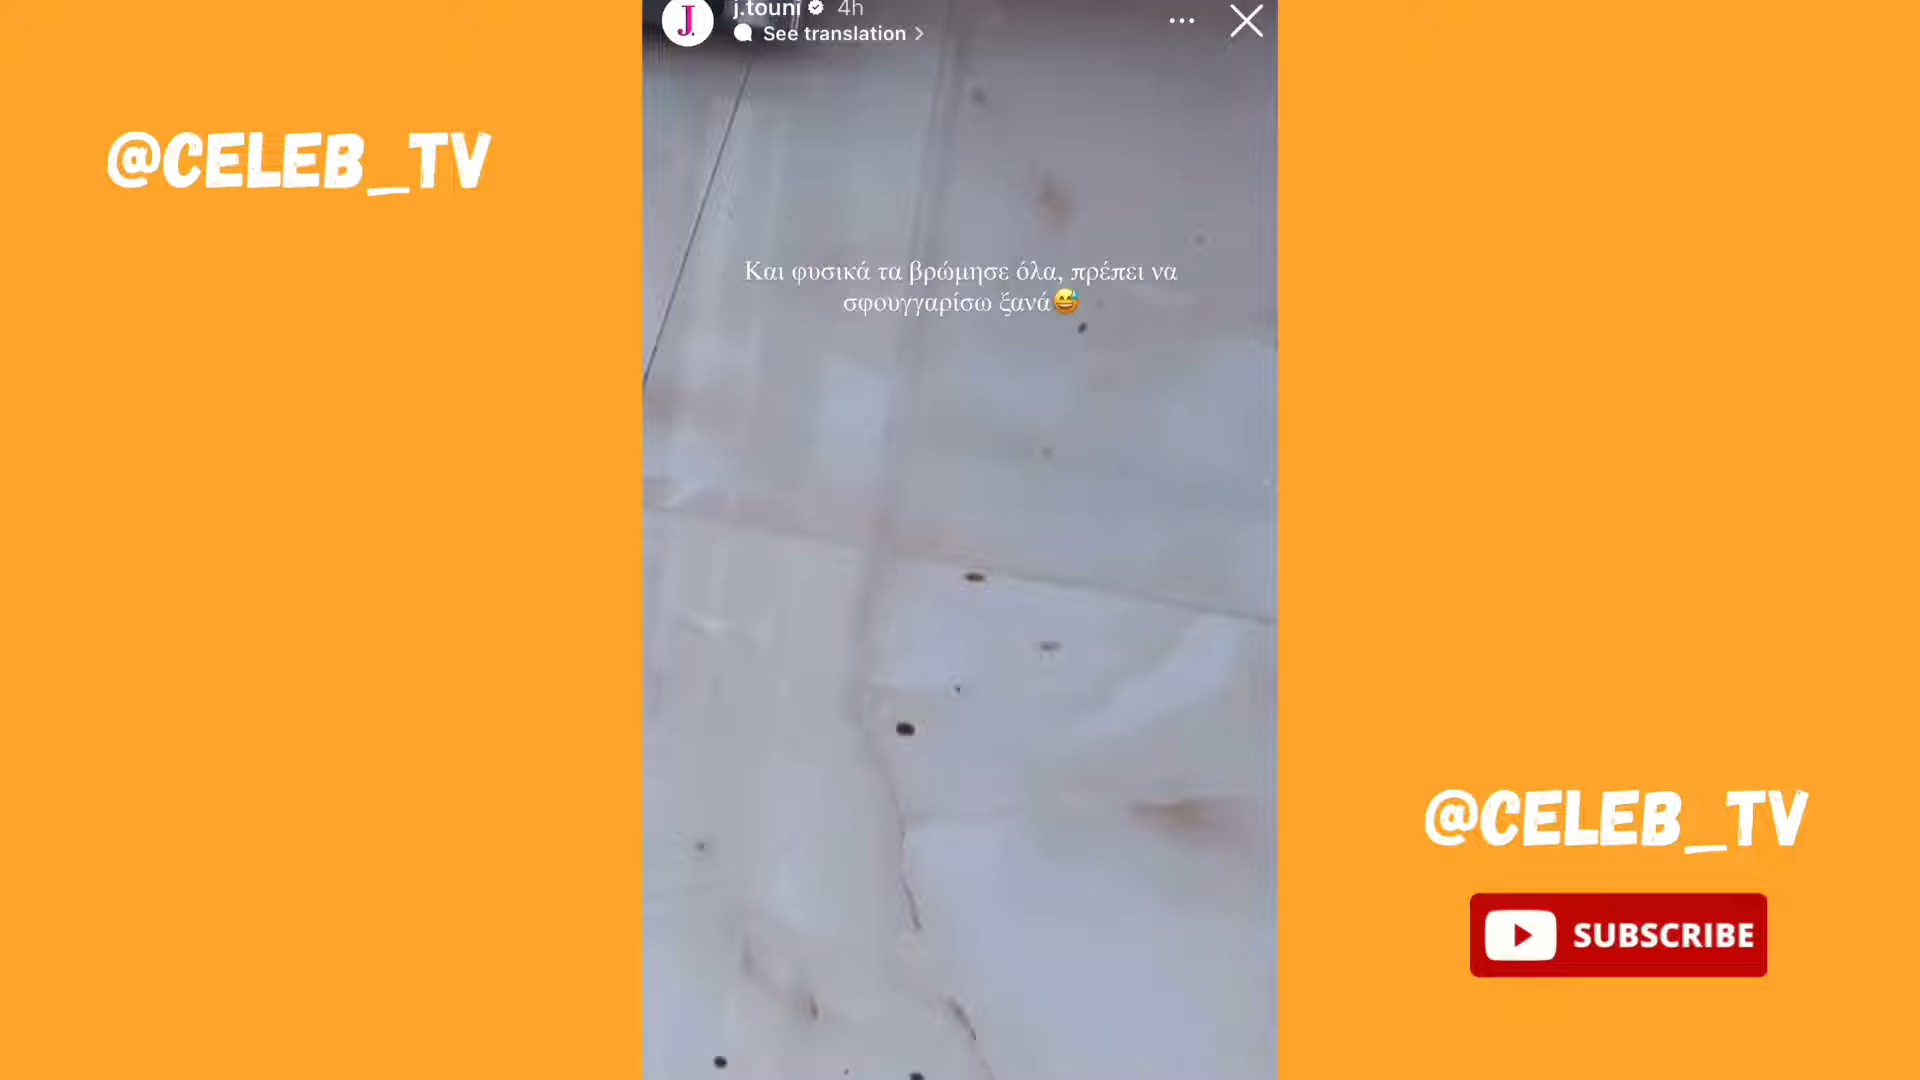 J.
j.touni 4h
See translation
@CELEB_TV
Και φυσικά τα βρώμησε όλα, πρέπει να
σφουγγαρίσω ξανά😅
@CELEB_TV
SUBSCRIBE